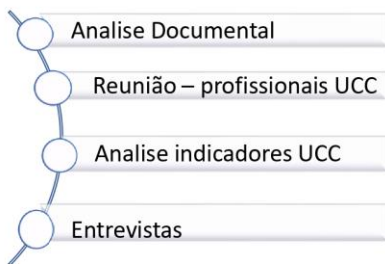 Analise Documental
Reunião – profissionais UCC
Analise indicadores UCC
Entrevistas